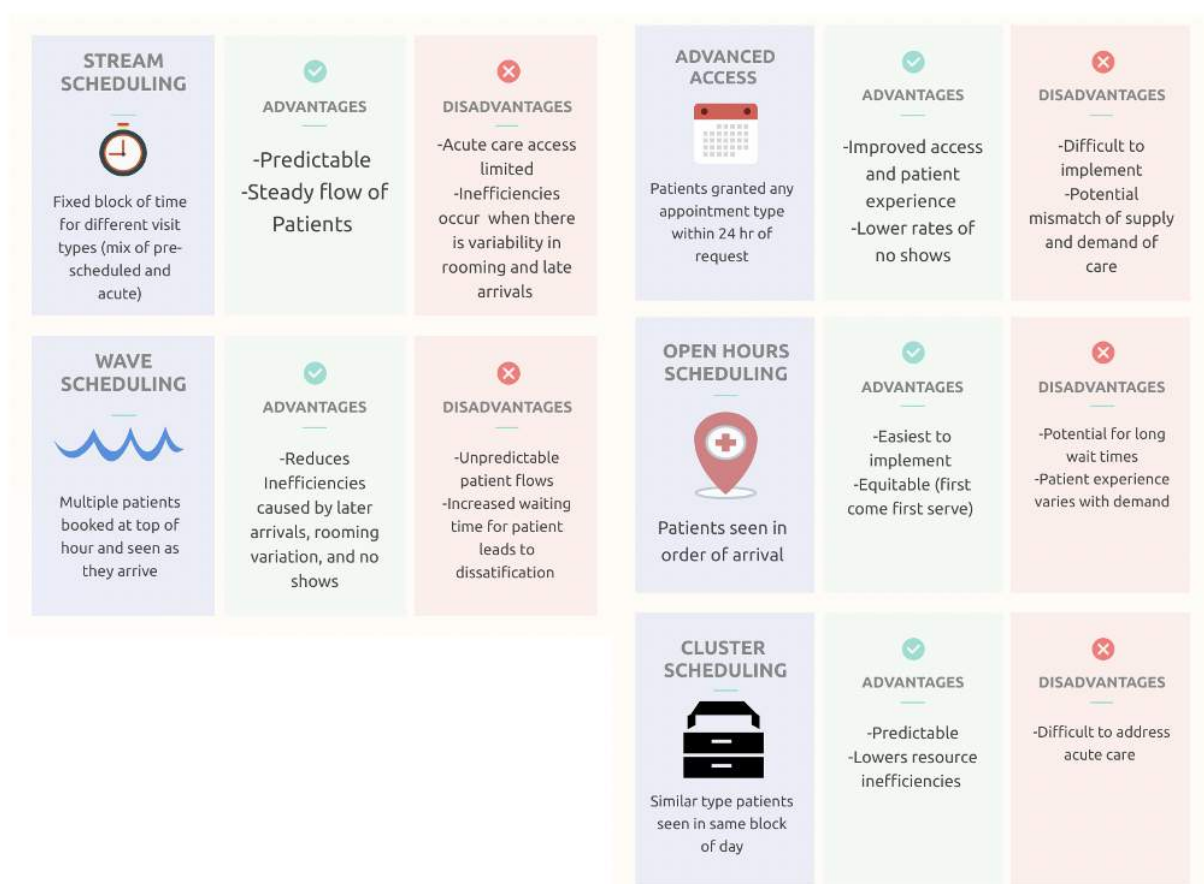 STREAM
SCHEDULING
Fixed block of time
for different visit
types (mix of pre-
scheduled and
acute)
ADVANTAGES
-Predictable
-Steady flow of
Patients
DISADVANTAGES
-Acute care access
limited
-Inefficiencies
occur when there
is variability in
rooming and late
arrivals
WAVE
SCHEDULING
Multiple patients
booked at top of
hour and seen as
they arrive
ADVANTAGES
-Reduces
Inefficiencies
caused by later
arrivals, rooming
variation, and no
shows
DISADVANTAGES
-Unpredictable
patient flows
-Increased waiting
time for patient
leads to
dissatification
ADVANCED
ACCESS
Patients granted any
appointment type
within 24 hr of
request
ADVANTAGES
-Improved access
and patient
experience
-Lower rates of
no shows
DISADVANTAGES
-Difficult to
implement
-Potential
mismatch of supply
and demand of
care
OPEN HOURS
SCHEDULING
Patients seen in
order of arrival
ADVANTAGES
-Easiest to
implement
-Equitable (first
come first serve)
DISADVANTAGES
-Potential for long
wait times
-Patient experience
varies with demand
CLUSTER
SCHEDULING
Similar type patients
seen in same block
of day
ADVANTAGES
-Predictable
-Lowers resource
inefficiencies
DISADVANTAGES
-Difficult to address
acute care